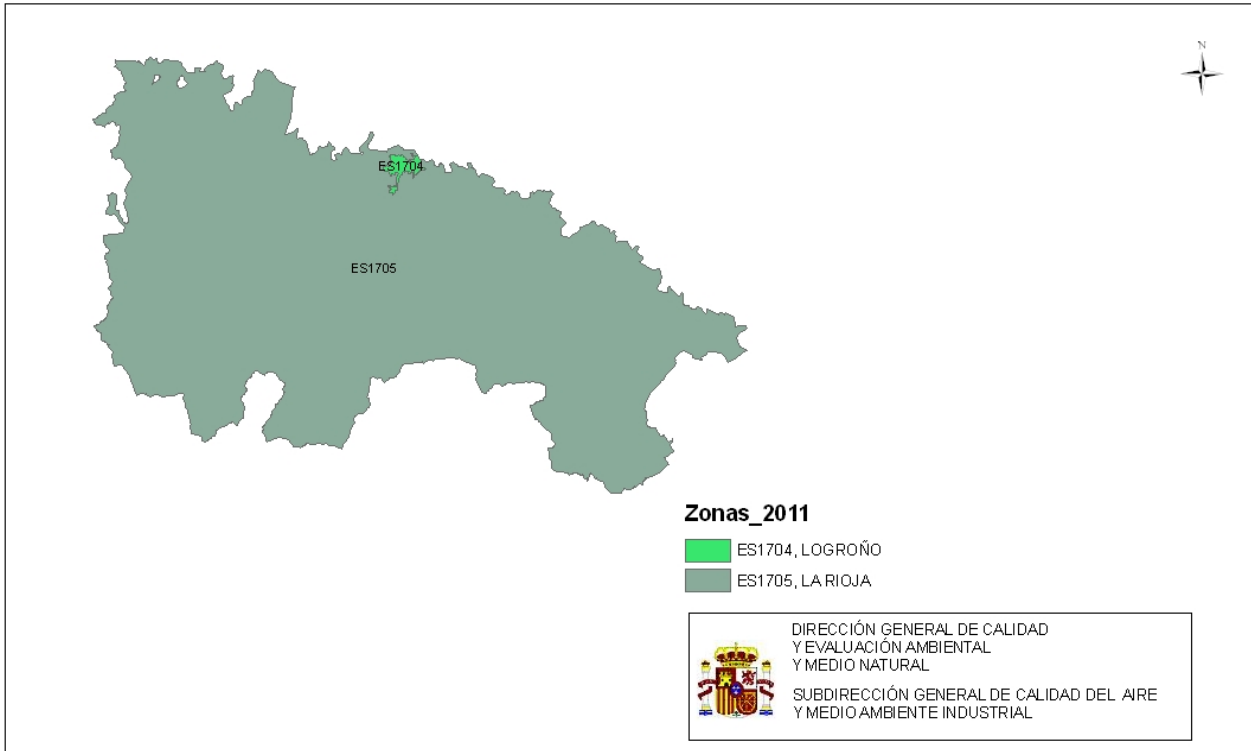 N
ES1704
ES1705
Zonas_2011
ES1704, LOGROÑO
ES1705, LA RIOJA
DIRECCIÓN GENERAL DE CALIDAD
Y EVALUACIÓN AMBIENTAL
Y MEDIO NATURAL
SUBDIRECCIÓN GENERAL DE CALIDAD DEL AIRE
Y MEDIO AMBIENTE INDUSTRIAL